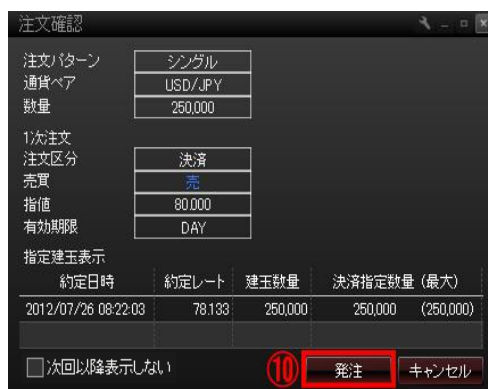 注文確認
注文パターン シングル
通貨ペア USD/JPY
数量 250,000
1次注文
注文区分 決済
売買 売
指値 80.000
有効期限 DAY
指定建玉表示
約定日時 約定レート 建玉数量 決済指定数量 (最大)
2012/07/26 08:22:03 78.133 250,000 250,000 (250,000)
次回以降表示しない ⑩ 発注 キャンセル